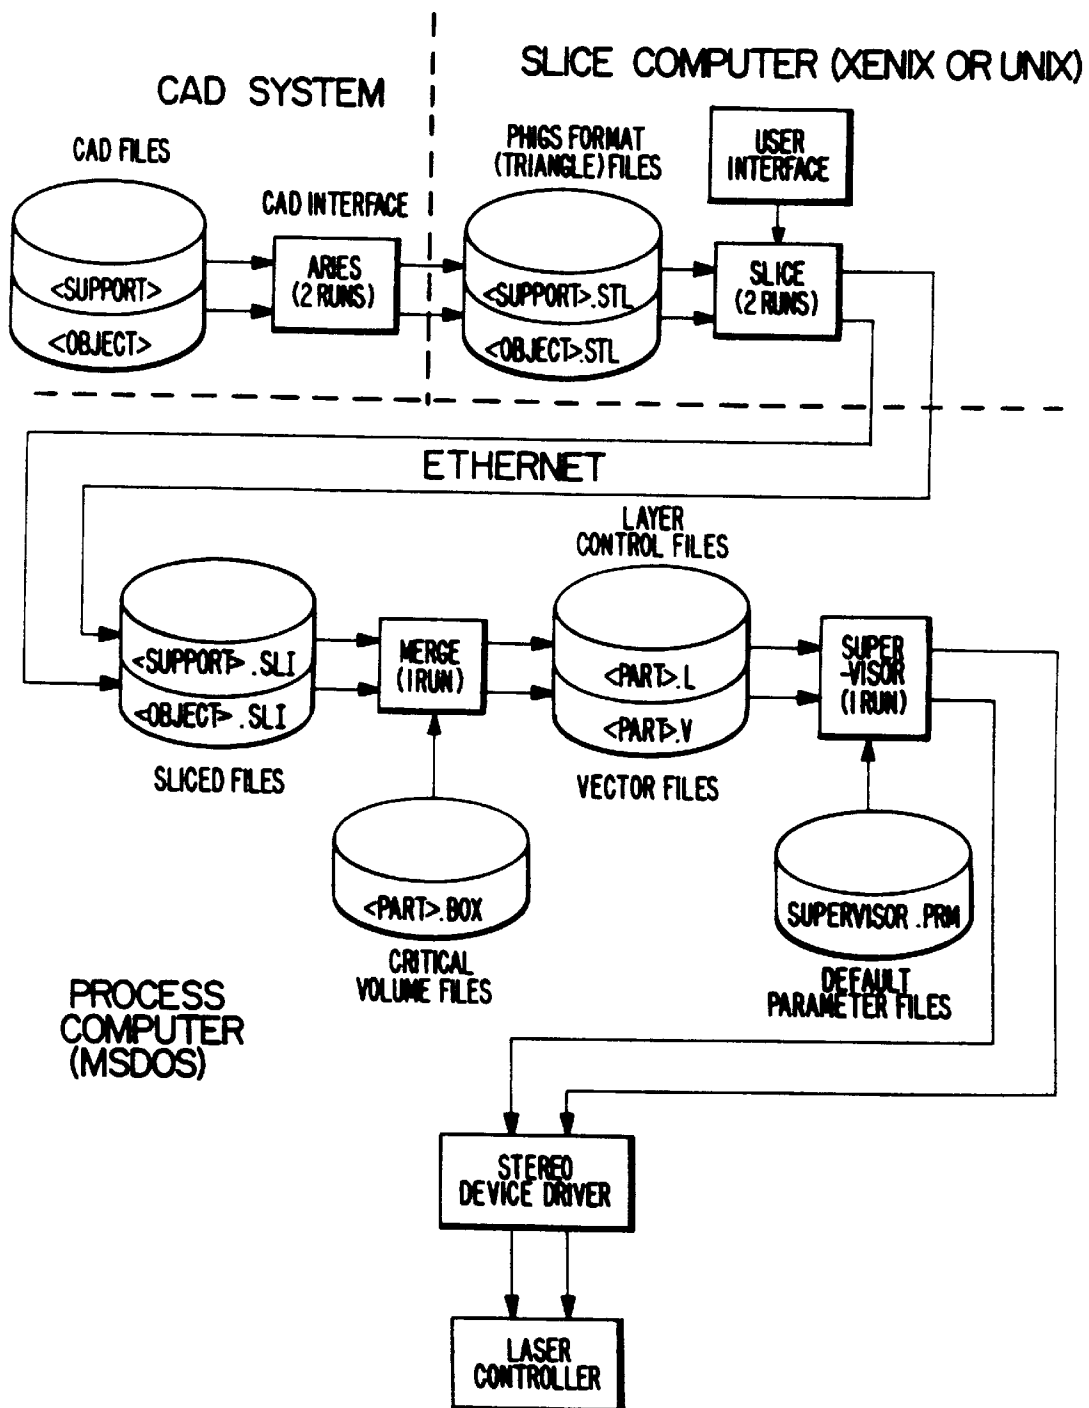 CAD SYSTEM
SLICE COMPUTER (XENIX OR UNIX)
CAD FILES
<SUPPORT>
<OBJECT>
CAD INTERFACE
ARIES
(2 RUNS)
PHIGS FORMAT
(TRIANGLE) FILES
<SUPPORT>.STL
<OBJECT>.STL
USER
INTERFACE
SLICE
(2 RUNS)
ETHERNET
<SUPPORT> .SLI
<OBJECT> .SLI
SLICED FILES
MERGE
(1 RUN)
LAYER
CONTROL FILES
<PART>.L
<PART>.V
VECTOR FILES
SUPER
-VISOR
(1 RUN)
<PART>.BOX
CRITICAL
VOLUME FILES
SUPERVISOR .PRM
DEFAULT
PARAMETER FILES
PROCESS
COMPUTER
(MSDOS)
STEREO
DEVICE DRIVER
LASER
CONTROLLER